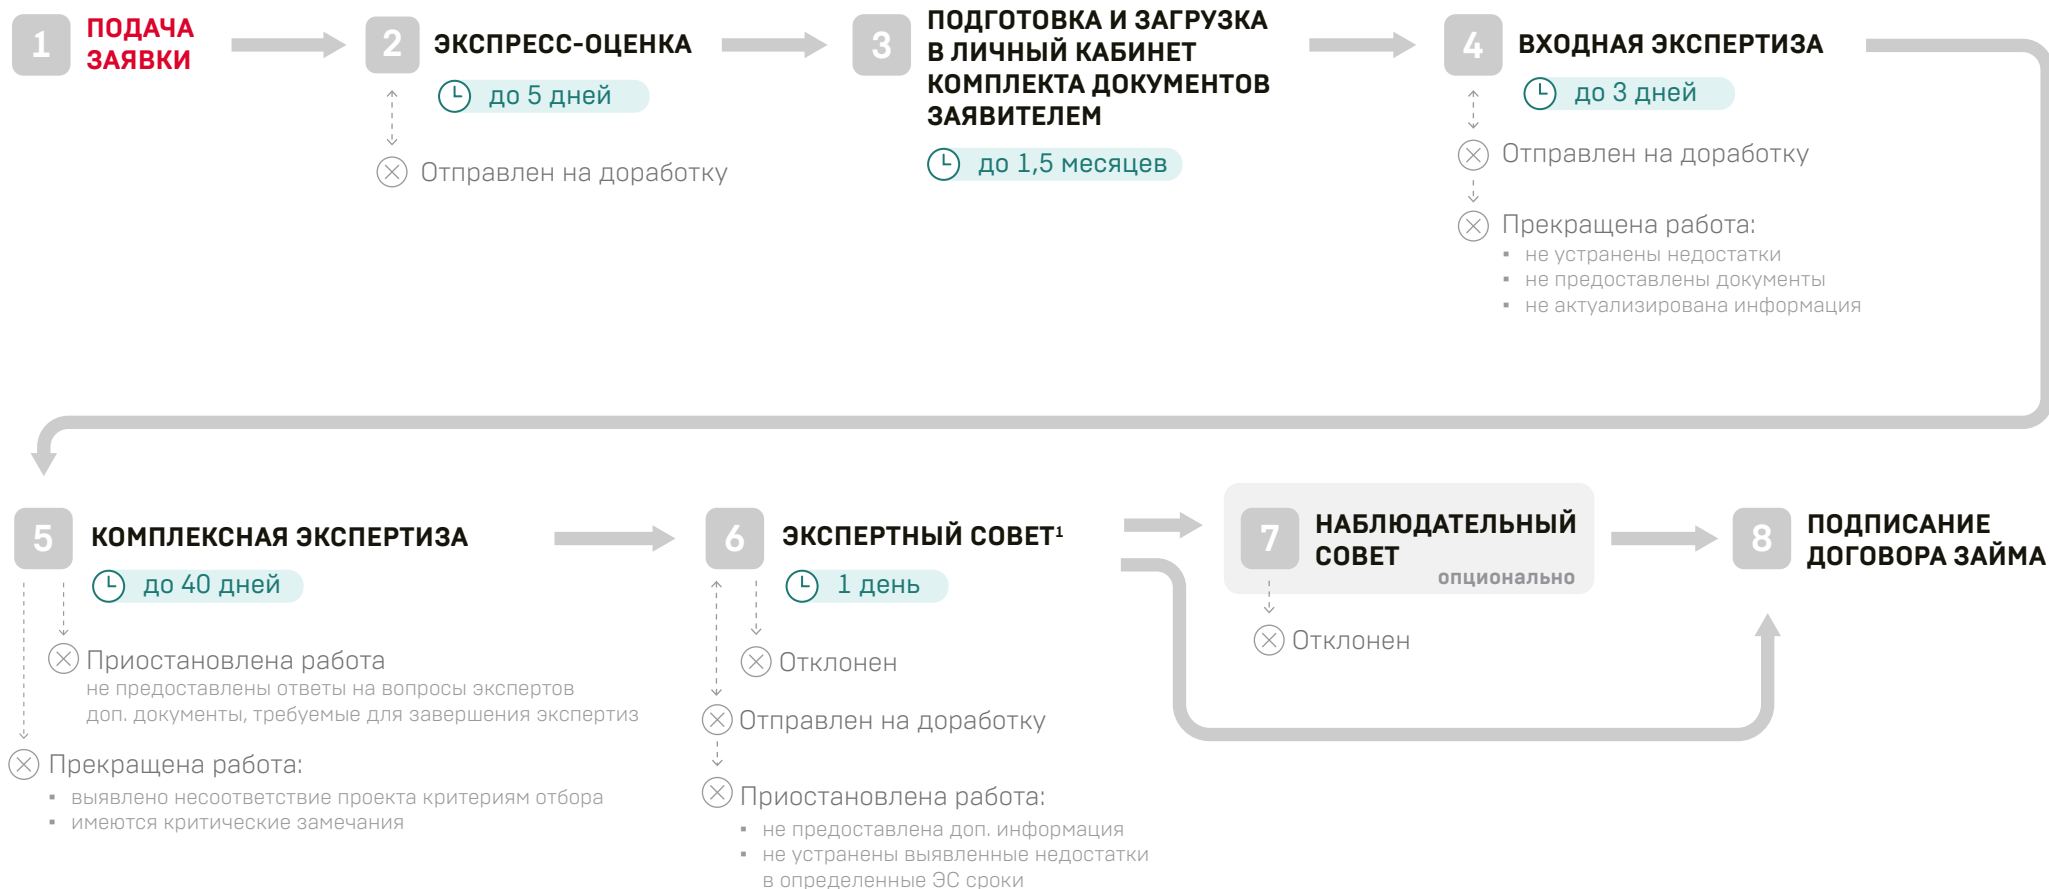 1
ПОДАЧА
ЗАЯВКИ
2
ЭКСПРЕСС-ОЦЕНКА
до 5 дней
Отправлен на доработку
3
ПОДГОТОВКА И ЗАГРУЗКА
В ЛИЧНЫЙ КАБИНЕТ
КОМПЛЕКТА ДОКУМЕНТОВ
ЗАЯВИТЕЛЕМ
до 1,5 месяцев
4
ВХОДНАЯ ЭКСПЕРТИЗА
до 3 дней
Отправлен на доработку
Прекращена работа:
▪ не устранены недостатки
▪ не предоставлены документы
▪ не актуализирована информация
5
КОМПЛЕКСНАЯ ЭКСПЕРТИЗА
до 40 дней
Приостановлена работа
не предоставлены ответы на вопросы экспертов
доп. документы, требуемые для завершения экспертиз
Прекращена работа:
▪ выявлено несоответствие проекта критериям отбора
▪ имеются критические замечания
6
ЭКСПЕРТНЫЙ СОВЕТ¹
1 день
Отклонен
Отправлен на доработку
Приостановлена работа:
▪ не предоставлена доп. информация
▪ не устранены выявленные недостатки
в определенные ЭС сроки
7
НАБЛЮДАТЕЛЬНЫЙ
СОВЕТ
опционально
Отклонен
8
ПОДПИСАНИЕ
ДОГОВОРА ЗАЙМА